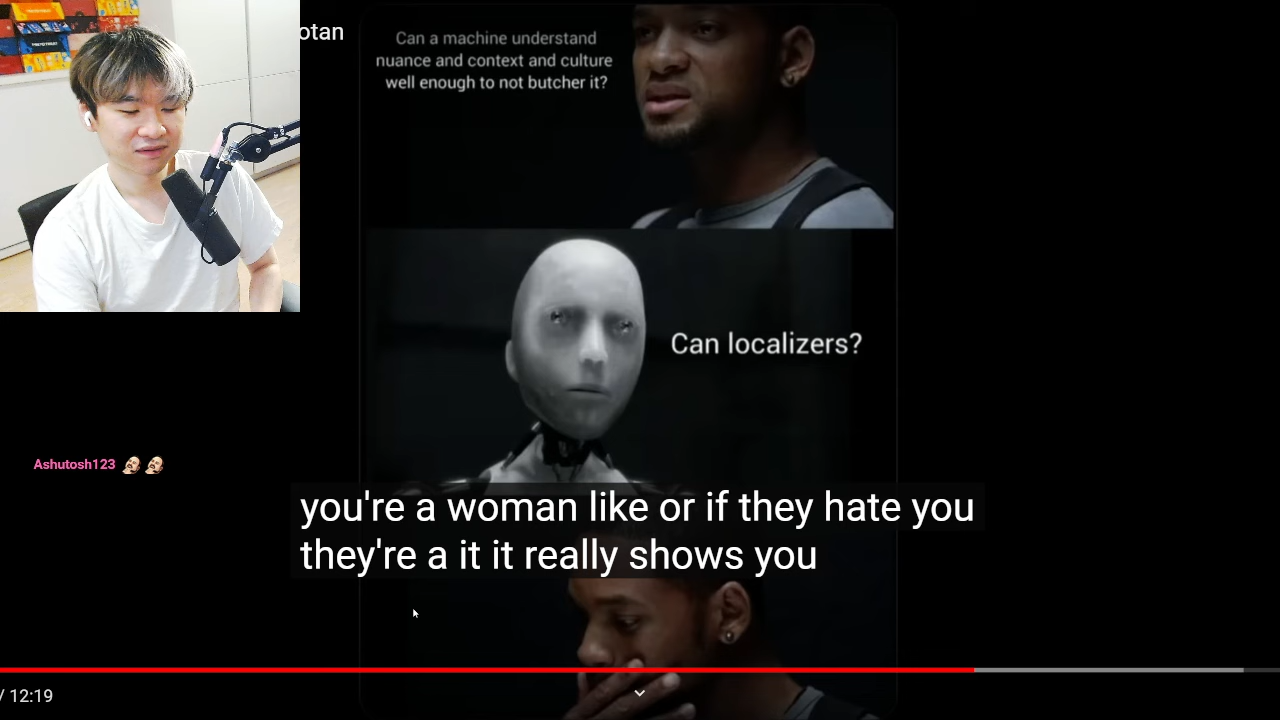 otan
Can a machine understand
nuance and context and culture
well enough to not butcher it?
Can localizers?
Ashutosh123
you're a woman like or if they hate you
they're a it it really shows you
/ 12:19